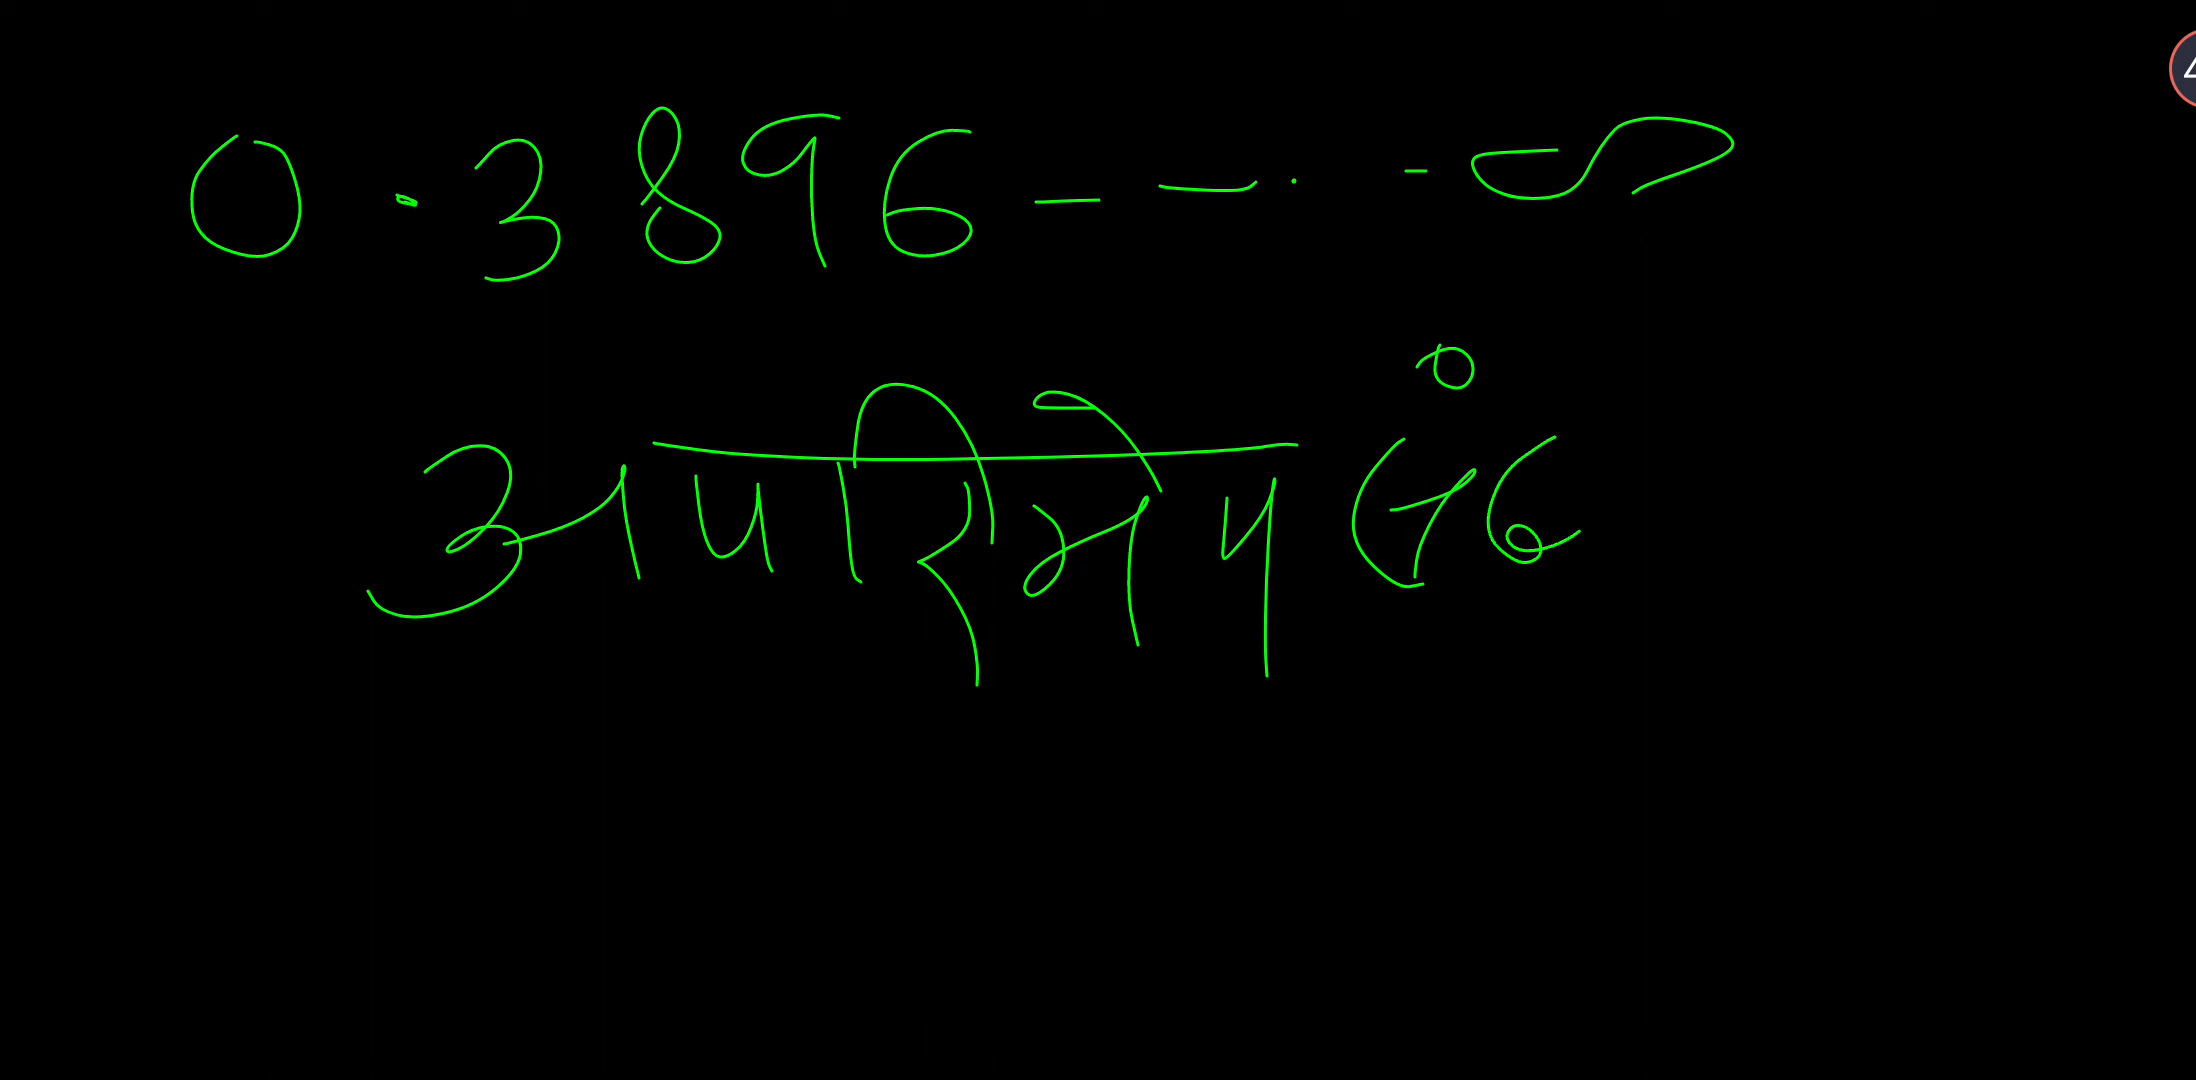 0.3896 — — . - ∞
अपरिमेय सं